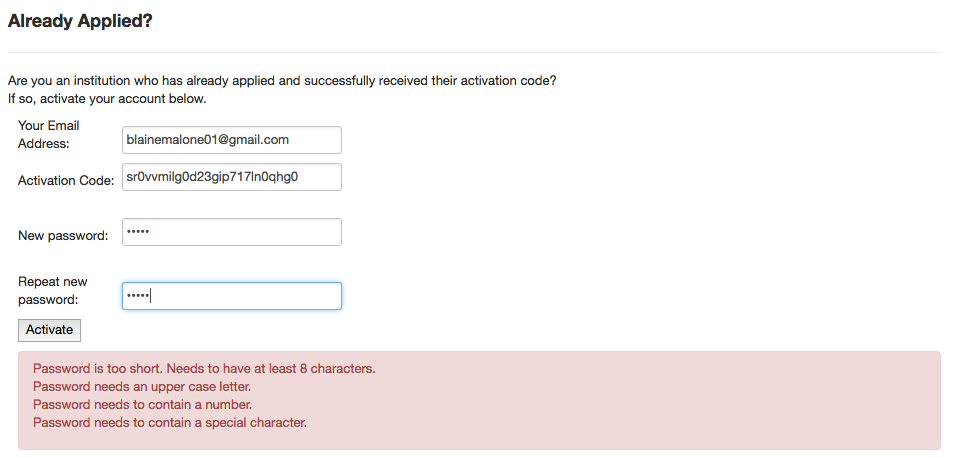 Already Applied?
Are you an institution who has already applied and successfully received their activation code?
If so, activate your account below.
Your Email
Address:
blainemalone01@gmail.com
Activation Code:
sr0vvmilg0d23gip717ln0qhg0
New password:
•••••
Repeat new
password:
•••••
Activate
Password is too short. Needs to have at least 8 characters.
Password needs an upper case letter.
Password needs to contain a number.
Password needs to contain a special character.